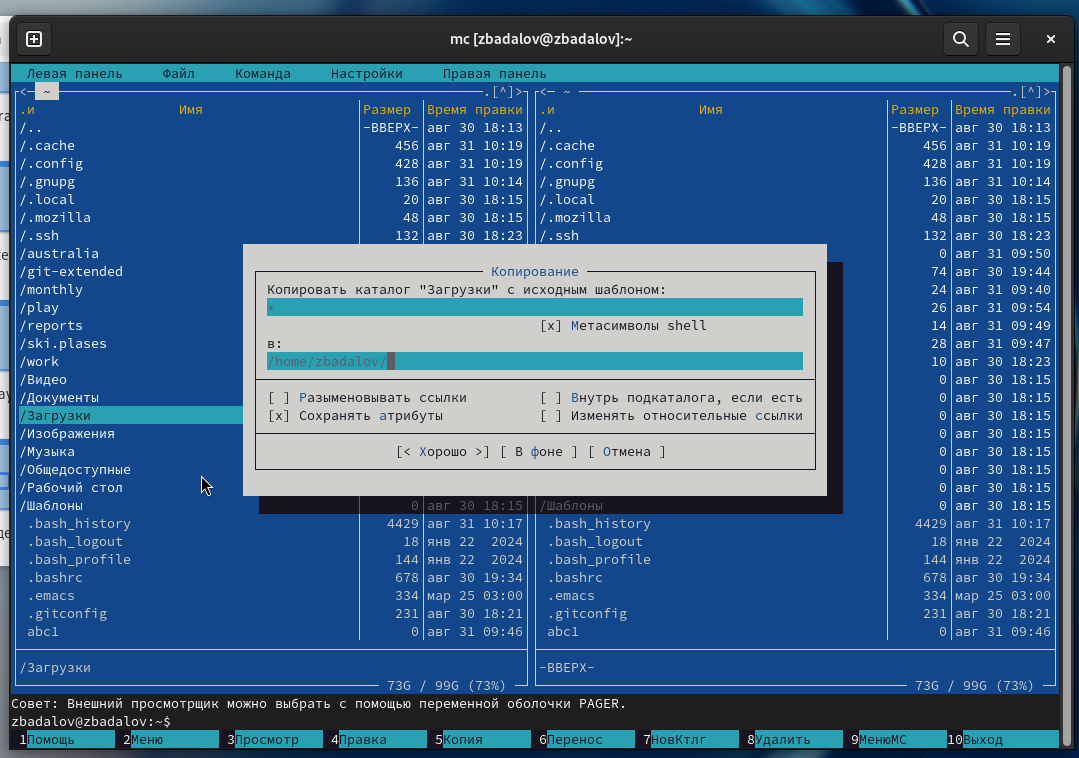 mc [zbadalov@zbadalov]:~
Левая панель Файл Команда Настройки Правая панель
<─ ~ .[^]> <─ ~ .[^]>
.и Имя Размер Время правки .и Имя Размер Время правки
/.. -ВВЕРХ- авг 30 18:13 /.. -ВВЕРХ- авг 30 18:13
/.cache 456 авг 31 10:19 /.cache 456 авг 31 10:19
/.config 428 авг 31 10:19 /.config 428 авг 31 10:19
/.gnupg 136 авг 31 10:14 /.gnupg 136 авг 31 10:14
/.local 20 авг 30 18:15 /.local 20 авг 30 18:15
/.mozilla 48 авг 30 18:15 /.mozilla 48 авг 30 18:15
/.ssh 132 авг 30 18:23 /.ssh 132 авг 30 18:23
/australia 0 авг 31 09:50
/git-extended 74 авг 30 19:44
/monthly 24 авг 31 09:40
/play 26 авг 31 09:54
/reports 14 авг 31 09:49
/ski.plases 28 авг 31 09:47
/work 10 авг 30 18:23
/Видео 0 авг 30 18:15
/Документы 0 авг 30 18:15
/Загрузки 0 авг 30 18:15
/Изображения 0 авг 30 18:15
/Музыка 0 авг 30 18:15
/Общедоступные 0 авг 30 18:15
/Рабочий стол 0 авг 30 18:15
/Шаблоны 0 авг 30 18:15 /Шаблоны 0 авг 30 18:15
.bash_history 4429 авг 31 10:17 .bash_history 4429 авг 31 10:17
.bash_logout 18 янв 22 2024 .bash_logout 18 янв 22 2024
.bash_profile 144 янв 22 2024 .bash_profile 144 янв 22 2024
.bashrc 678 авг 30 19:34 .bashrc 678 авг 30 19:34
.emacs 334 мар 25 03:00 .emacs 334 мар 25 03:00
.gitconfig 231 авг 30 18:21 .gitconfig 231 авг 30 18:21
abc1 0 авг 31 09:46 abc1 0 авг 31 09:46
/Загрузки -ВВЕРХ-
73G / 99G (73%) 73G / 99G (73%)
Копирование
Копировать каталог "Загрузки" с исходным шаблоном:
*
[x] Метасимволы shell
в:
/home/zbadalov/
[ ] Разыменовывать ссылки [ ] Внутрь подкаталога, если есть
[x] Сохранять атрибуты [ ] Изменять относительные ссылки
[< Хорошо >] [ В фоне ] [ Отмена ]
Совет: Внешний просмотрщик можно выбрать с помощью переменной оболочки PAGER.
zbadalov@zbadalov:~$
1Помощь 2Меню 3Просмотр 4Правка 5Копия 6Перенос 7НовКтлг 8Удалить 9МенюМС 10Выход